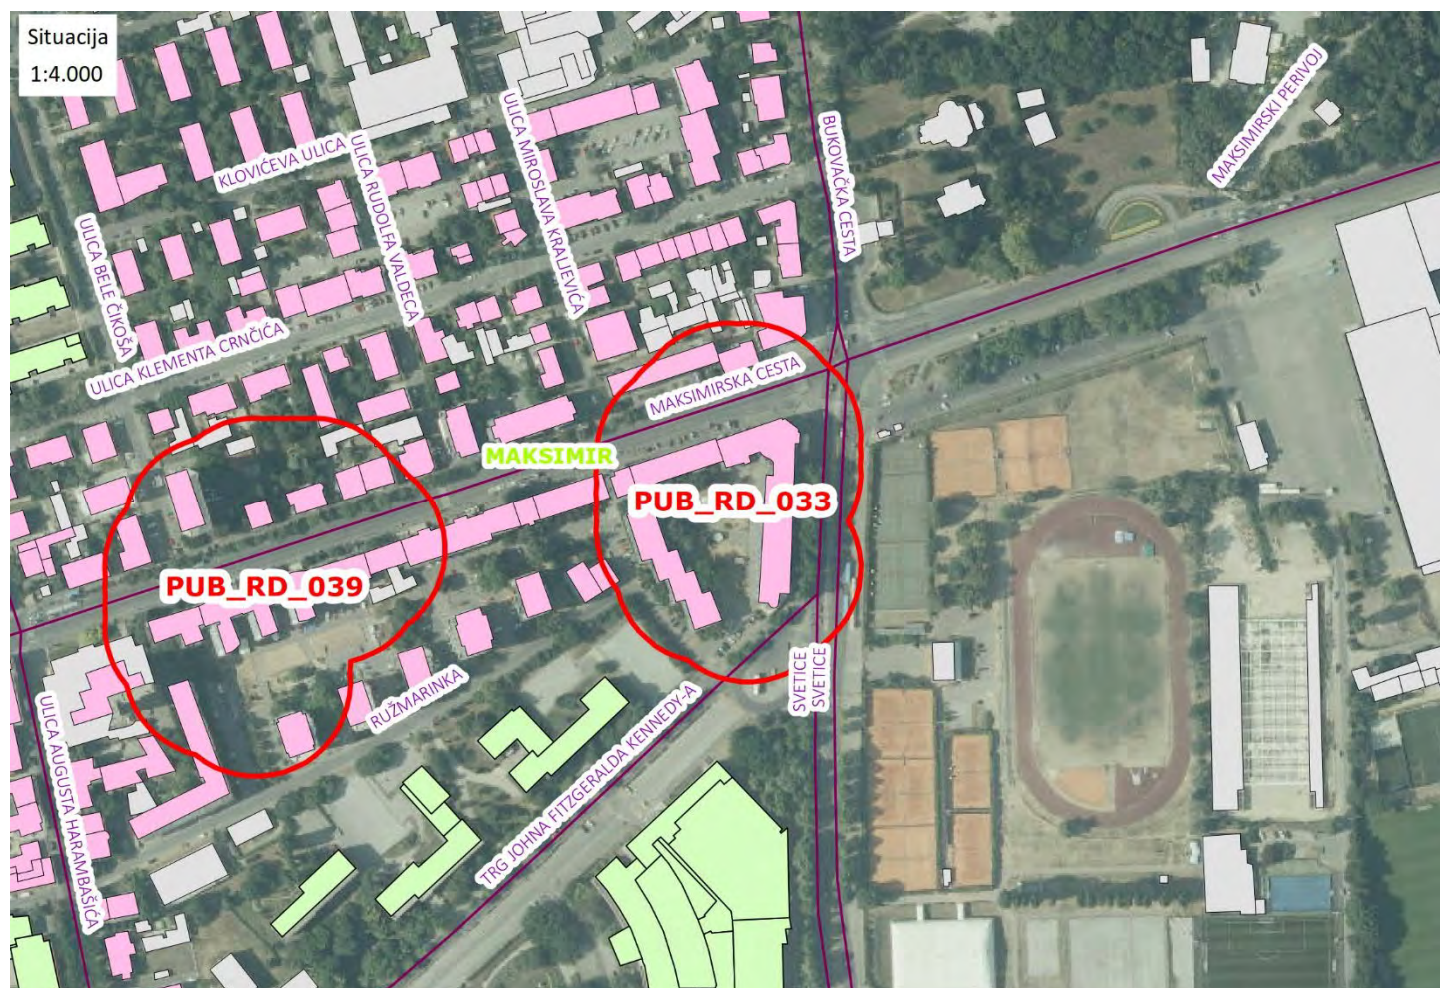 Situacija
1:4.000
MAKSIMIRSKI PERIVOJ
ULICA MIROSLAVA KRALJEVIĆA
BUKOVAČKA CESTA
KLOVIĆEVA ULICA
ULICA RUDOLFA VALDECA
ULICA BELE ČIKOŠA
ULICA KLEMENTA CRNČIĆA
MAKSIMIRSKA CESTA
MAKSIMIR
PUB_RD_033
PUB_RD_039
RUŽMARINKA
SVETICE
SVETICE
TRG JOHNA FITZGERALDA KENNEDY-A
ULICA AUGUSTA HARAMBAŠIĆA